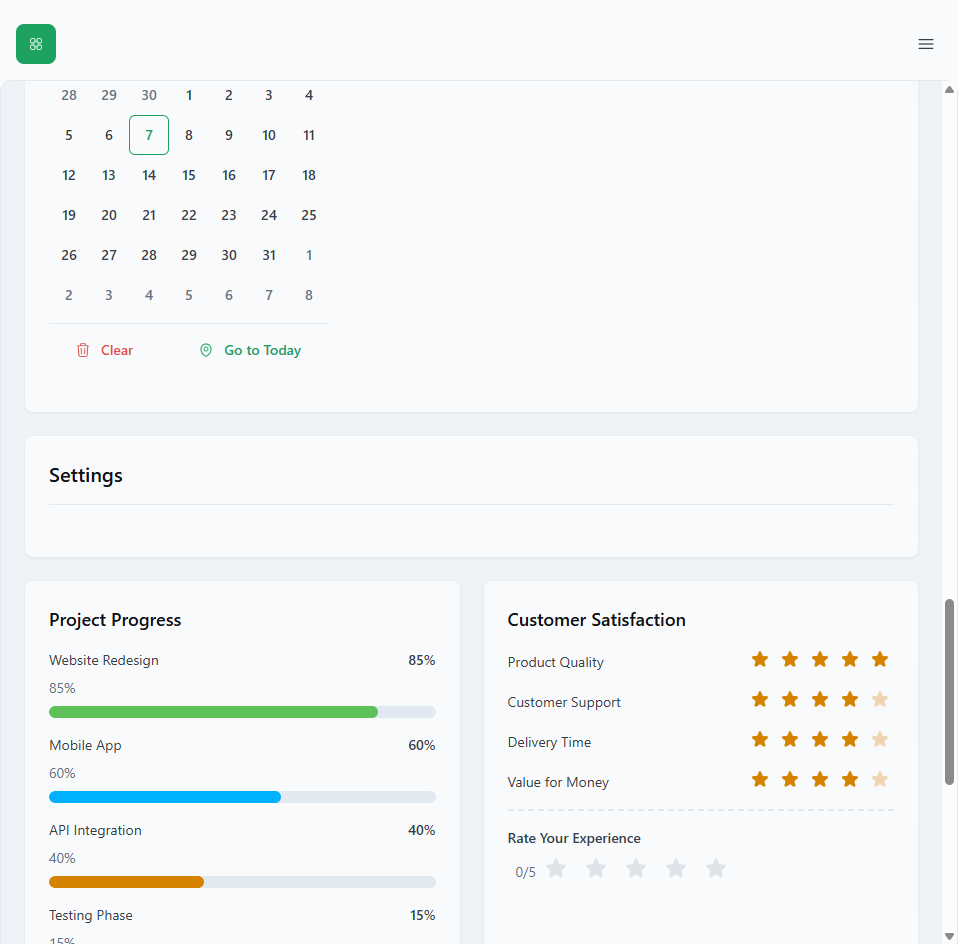 28 29 30 1 2 3 4
5 6 7 8 9 10 11
12 13 14 15 16 17 18
19 20 21 22 23 24 25
26 27 28 29 30 31 1
2 3 4 5 6 7 8
Clear Go to Today
Settings
Project Progress
Website Redesign 85%
85%
Mobile App 60%
60%
API Integration 40%
40%
Testing Phase 15%
15%
Customer Satisfaction
Product Quality
Customer Support
Delivery Time
Value for Money
Rate Your Experience
0/5